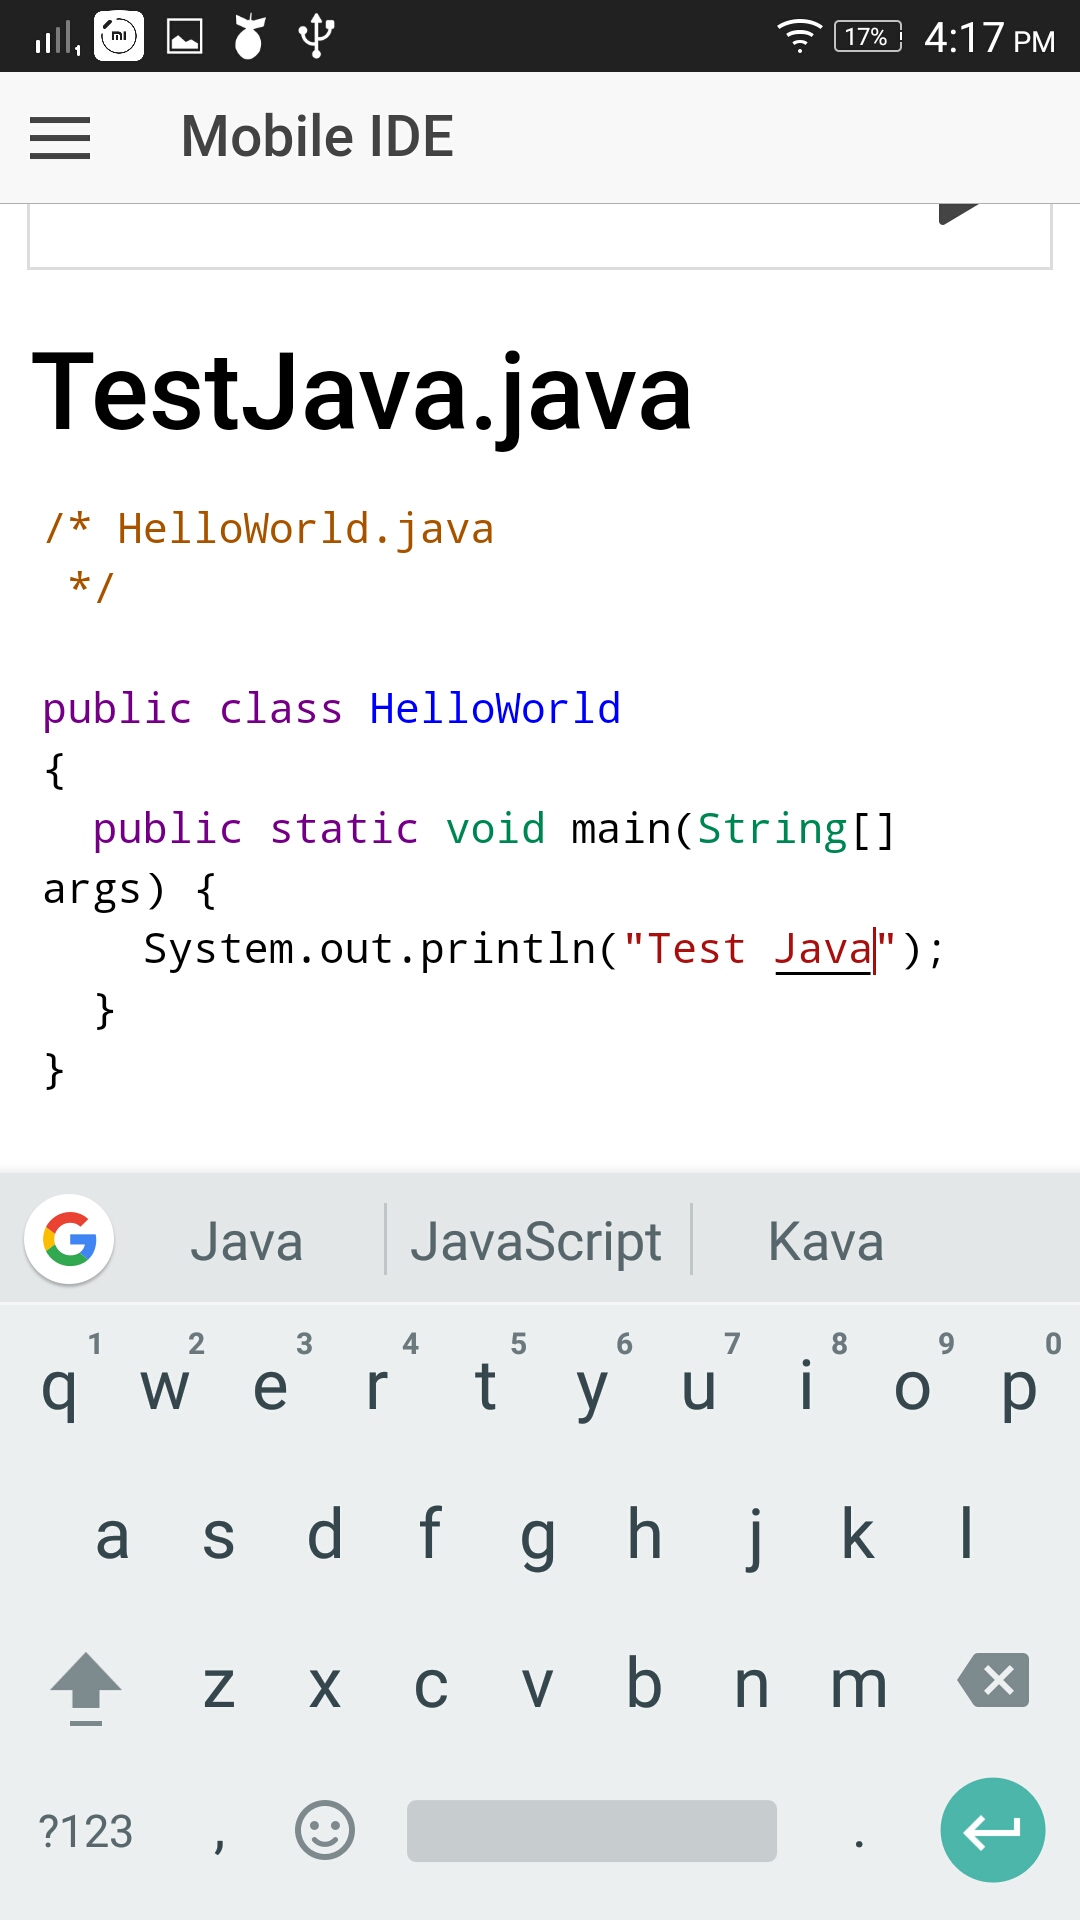 1 MI 17% 4:17 PM
Mobile IDE
TestJava.java
/* HelloWorld.java
*/
public class HelloWorld
{
public static void main(String[]
args) {
System.out.println("Test Java");
}
}
G Java JavaScript Kava
1 2 3 4 5 6 7 8 9 0
q w e r t y u i o p
a s d f g h j k l
z x c v b n m
?123 , .